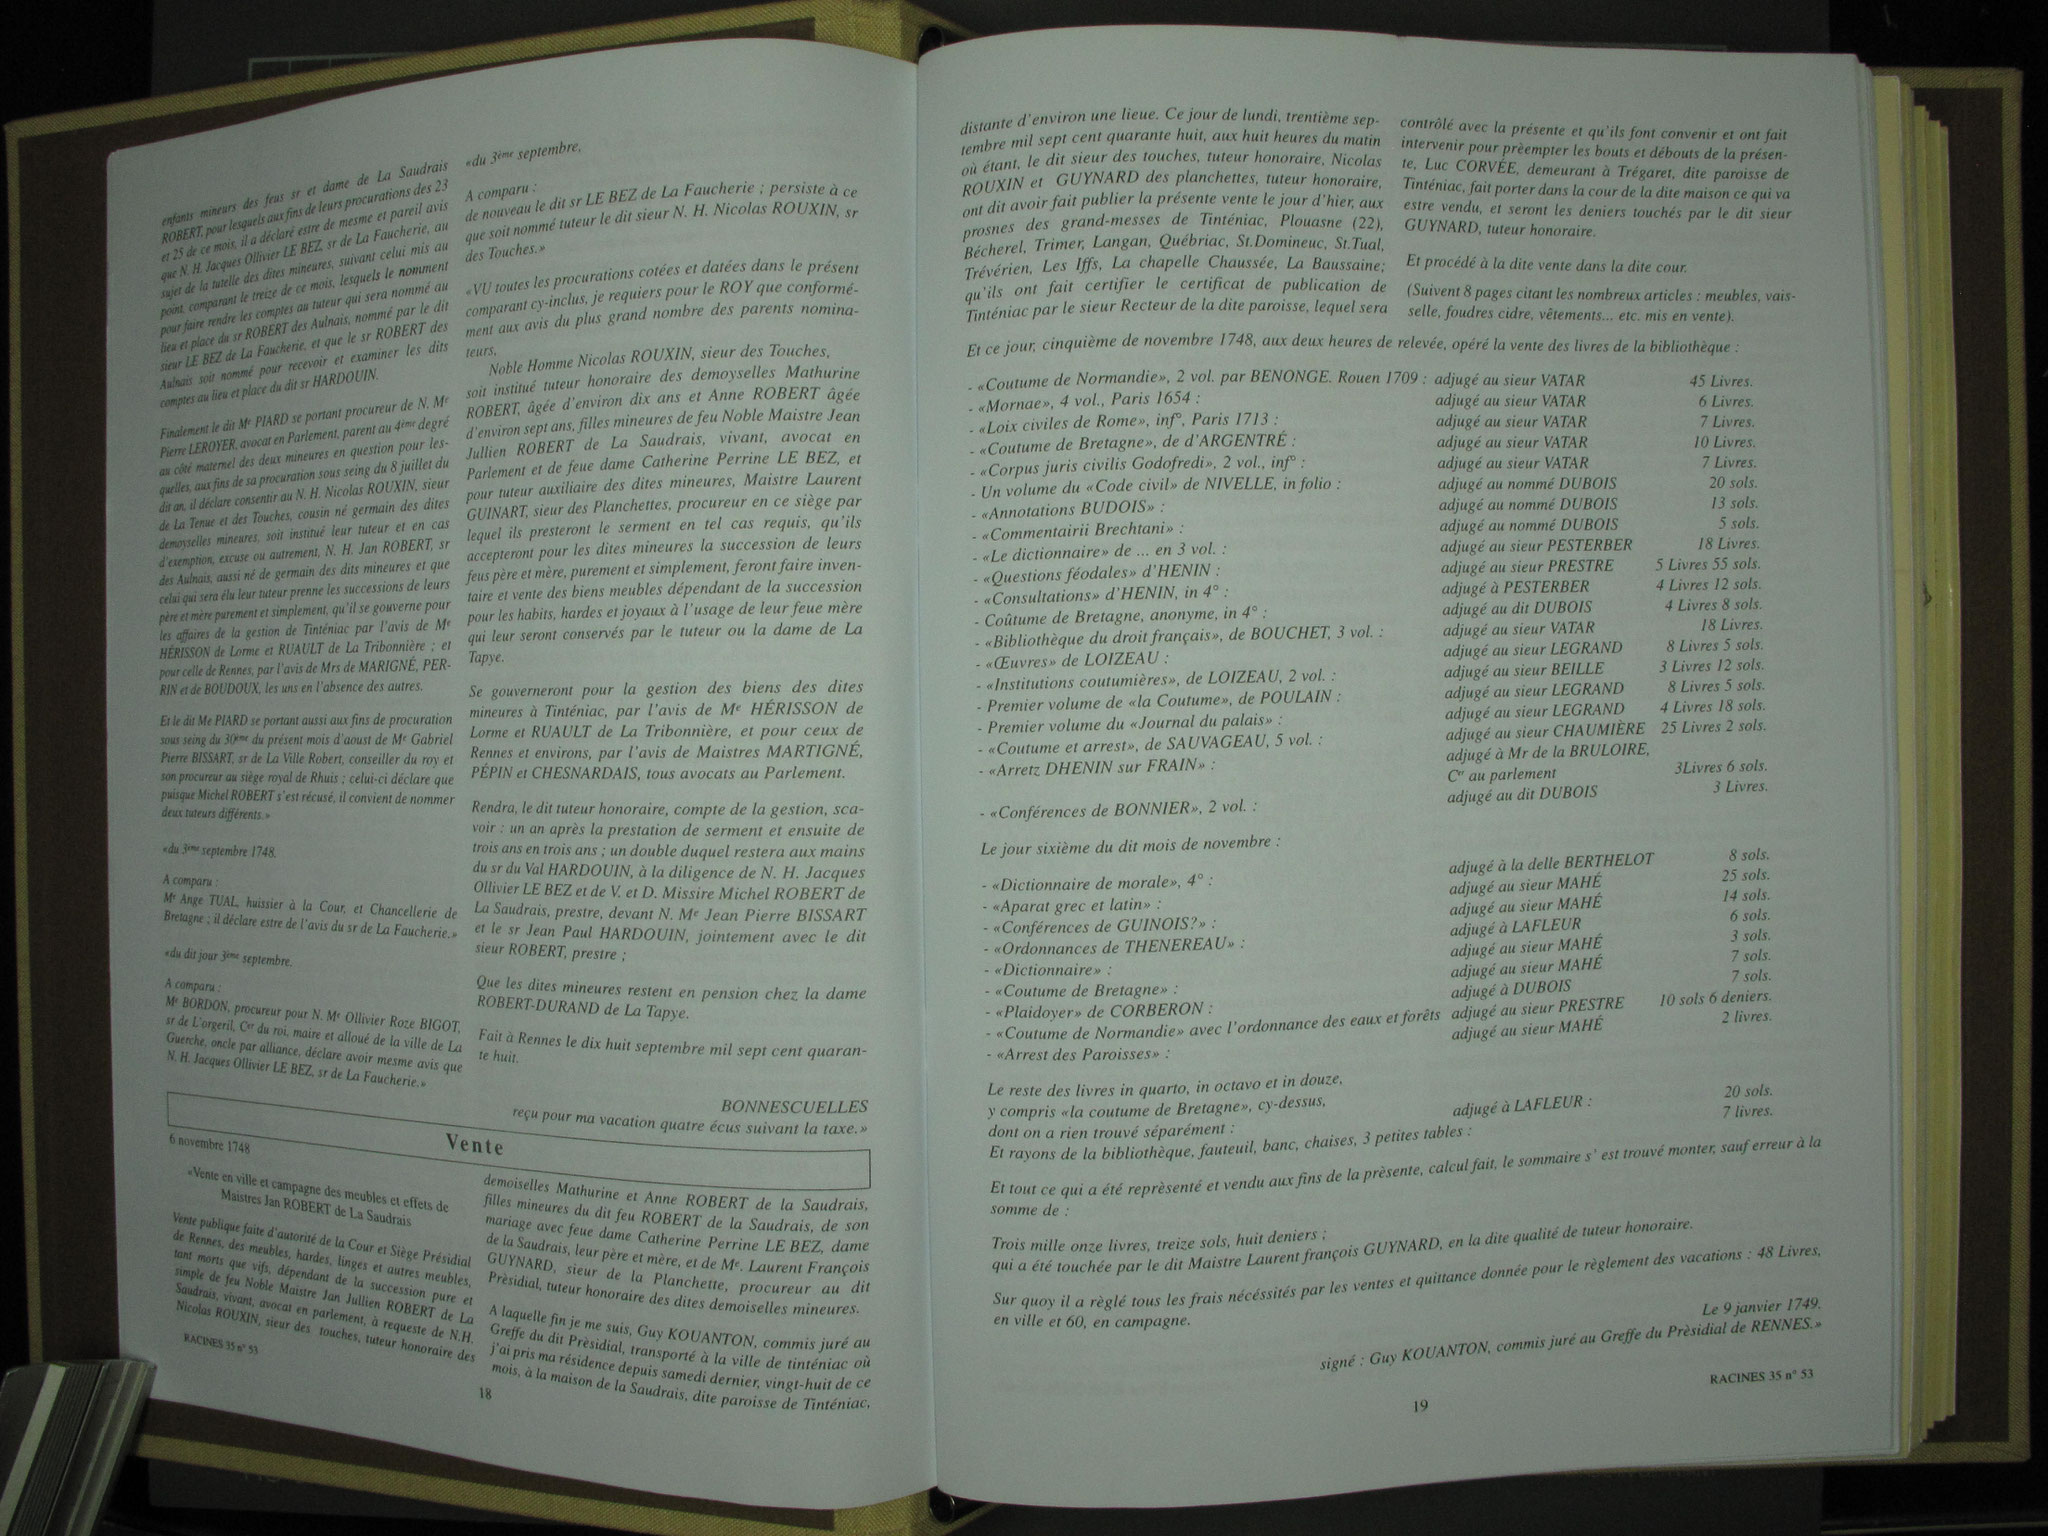 enfants mineurs des feus sr et dame de La Saudrais
ROBERT, pour lesquels aux fins de leurs procurations des 23
et 25 de ce mois, il a déclaré estre de mesme et pareil avis
que N. H. Jacques Ollivier LE BEZ, sr de La Faucherie, au
sujet de la tutelle des dites mineures, suivant celui mis au
point, comparant le treize de ce mois, lesquels le nomment
pour faire rendre les comptes au tuteur qui sera nommé au
lieu et place du sr ROBERT des Aulnais, nommé par le dit
sieur LE BEZ de La Faucherie, et que le sr ROBERT des
Aulnais soit nommé pour recevoir et examiner les dits
comptes au lieu et place du dit sr HARDOUIN.
Finalement le dit Me PIARD se portant procureur de N. Me
Pierre LEROYER, avocat en Parlement, parent au 4ème degré
au côté maternel des deux mineures en question pour les-
quelles, aux fins de sa procuration sous seing du 8 juillet du
dit an, il déclare consentir au N. H. Nicolas ROUXIN, sieur
de La Tenue et des Touches, cousin né germain des dites
demoyselles mineures, soit institué leur tuteur et en cas
d'exemption, excuse ou autrement, N. H. Jan ROBERT, sr
des Aulnais, aussi né de germain des dits mineures et que
celui qui sera élu leur tuteur prenne les successions de leurs
père et mère purement et simplement, qu'il se gouverne pour
les affaires de la gestion de Tinténiac par l'avis de Me
HÉRISSON de Lorme et RUAULT de La Tribonnière ; et
pour celle de Rennes, par l'avis de Mrs de MARIGNÉ, PER-
RIN et de BOUDOUX, les uns en l'absence des autres.
Et le dit Me PIARD se portant aussi aux fins de procuration
sous seing du 30ème du présent mois d'aoust de Me Gabriel
Pierre BISSART, sr de La Ville Robert, conseiller du roy et
son procureur au siège royal de Rhuis ; celui-ci déclare que
puisque Michel ROBERT s'est récusé, il convient de nommer
deux tuteurs différents.»
«du 3ème septembre 1748.
A comparu :
Me Ange TUAL, huissier à la Cour, et Chancellerie de
Bretagne ; il déclare estre de l'avis du sr de La Faucherie.»
«du dit jour 3ème septembre.
A comparu :
Me BORDON, procureur pour N. Me Ollivier Roze BIGOT,
sr de L'orgeril, Cer du roi, maire et alloué de la ville de La
Guerche, oncle par alliance, déclare avoir mesme avis que
N. H. Jacques Ollivier LE BEZ, sr de La Faucherie.»
«du 3ème septembre,
A comparu :
de nouveau le dit sr LE BEZ de La Faucherie ; persiste à ce
que soit nommé tuteur le dit sieur N. H. Nicolas ROUXIN, sr
des Touches.»
«VU toutes les procurations cotées et datées dans le présent
comparant cy-inclus, je requiers pour le ROY que conformé-
ment aux avis du plus grand nombre des parents nomina-
teurs,
Noble Homme Nicolas ROUXIN, sieur des Touches,
soit institué tuteur honoraire des demoyselles Mathurine
ROBERT, âgée d'environ dix ans et Anne ROBERT âgée
d'environ sept ans, filles mineures de feu Noble Maistre Jean
Jullien ROBERT de La Saudrais, vivant, avocat en
Parlement et de feue dame Catherine Perrine LE BEZ, et
pour tuteur auxiliaire des dites mineures, Maistre Laurent
GUINART, sieur des Planchettes, procureur en ce siège par
lequel ils presteront le serment en tel cas requis, qu'ils
accepteront pour les dites mineures la succession de leurs
feus père et mère, purement et simplement, feront faire inven-
taire et vente des biens meubles dépendant de la succession
pour les habits, hardes et joyaux à l'usage de leur feue mère
qui leur seront conservés par le tuteur ou la dame de La
Tapye.
Se gouverneront pour la gestion des biens des dites
mineures à Tinténiac, par l'avis de Me HÉRISSON de
Lorme et RUAULT de La Tribonnière, et pour ceux de
Rennes et environs, par l'avis de Maistres MARTIGNÉ,
PÉPIN et CHESNARDAIS, tous avocats au Parlement.
Rendra, le dit tuteur honoraire, compte de la gestion, sca-
voir : un an après la prestation de serment et ensuite de
trois ans en trois ans ; un double duquel restera aux mains
du sr du Val HARDOUIN, à la diligence de N. H. Jacques
Ollivier LE BEZ et de V. et D. Missire Michel ROBERT de
La Saudrais, prestre, devant N. Me Jean Pierre BISSART
et le sr Jean Paul HARDOUIN, jointement avec le dit
sieur ROBERT, prestre ;
Que les dites mineures restent en pension chez la dame
ROBERT-DURAND de La Tapye.
Fait à Rennes le dix huit septembre mil sept cent quaran-
te huit.
BONNESCUELLES
reçu pour ma vacation quatre écus suivant la taxe.»
Vente
6 novembre 1748
«Vente en ville et campagne des meubles et effets de
Maistres Jan ROBERT de La Saudrais
Vente publique faite d'autorité de la Cour et Siège Présidial
de Rennes, des meubles, hardes, linges et autres meubles,
tant morts que vifs, dépendant de la succession pure et
simple de feu Noble Maistre Jan Jullien ROBERT de La
Saudrais, vivant, avocat en parlement, à requeste de N.H.
Nicolas ROUXIN, sieur des touches, tuteur honoraire des
demoiselles Mathurine et Anne ROBERT de la Saudrais,
filles mineures du dit feu ROBERT de la Saudrais, de son
mariage avec feue dame Catherine Perrine LE BEZ, dame
de la Saudrais, leur père et mère, et de Me. Laurent François
GUYNARD, sieur de la Planchette, procureur au dit
Prèsidial, tuteur honoraire des dites demoiselles mineures.
A laquelle fin je me suis, Guy KOUANTON, commis juré au
Greffe du dit Prèsidial, transporté à la ville de tinténiac où
j'ai pris ma résidence depuis samedi dernier, vingt-huit de ce
mois, à la maison de la Saudrais, dite paroisse de Tinténiac,
RACINES 35 n° 53
18
distante d'environ une lieue. Ce jour de lundi, trentième sep-
tembre mil sept cent quarante huit, aux huit heures du matin
où étant, le dit sieur des touches, tuteur honoraire, Nicolas
ROUXIN et GUYNARD des planchettes, tuteur honoraire,
ont dit avoir fait publier la présente vente le jour d'hier, aux
prosnes des grand-messes de Tinténiac, Plouasne (22),
Bécherel, Trimer, Langan, Québriac, St.Domineuc, St.Tual,
Trévérien, Les Iffs, La chapelle Chaussée, La Baussaine;
qu'ils ont fait certifier le certificat de publication de
Tinténiac par le sieur Recteur de la dite paroisse, lequel sera
contrôlé avec la présente et qu'ils font convenir et ont fait
intervenir pour prèempter les bouts et débouts de la présen-
te, Luc CORVÉE, demeurant à Trégaret, dite paroisse de
Tinténiac, fait porter dans la cour de la dite maison ce qui va
estre vendu, et seront les deniers touchés par le dit sieur
GUYNARD, tuteur honoraire.
Et procédé à la dite vente dans la dite cour.
(Suivent 8 pages citant les nombreux articles : meubles, vais-
selle, foudres cidre, vêtements... etc. mis en vente).
Et ce jour, cinquième de novembre 1748, aux deux heures de relevée, opéré la vente des livres de la bibliothèque :
- «Coutume de Normandie», 2 vol. par BENONGE. Rouen 1709 : adjugé au sieur VATAR 45 Livres.
- «Mornae», 4 vol., Paris 1654 : adjugé au sieur VATAR 6 Livres.
- «Loix civiles de Rome», inf°, Paris 1713 : adjugé au sieur VATAR 7 Livres.
- «Coutume de Bretagne», de d'ARGENTRÉ : adjugé au sieur VATAR 10 Livres.
- «Corpus juris civilis Godofredi», 2 vol., inf° : adjugé au sieur VATAR 7 Livres.
- Un volume du «Code civil» de NIVELLE, in folio : adjugé au nommé DUBOIS 20 sols.
- «Annotations BUDOIS» : adjugé au nommé DUBOIS 13 sols.
- «Commentairii Brechtani» : adjugé au nommé DUBOIS 5 sols.
- «Le dictionnaire» de ... en 3 vol. : adjugé au sieur PESTERBER 18 Livres.
- «Questions féodales» d'HENIN : adjugé au sieur PRESTRE 5 Livres 55 sols.
- «Consultations» d'HENIN, in 4° : adjugé à PESTERBER 4 Livres 12 sols.
- Coûtume de Bretagne, anonyme, in 4° : adjugé au dit DUBOIS 4 Livres 8 sols.
- «Bibliothèque du droit français», de BOUCHET, 3 vol. : adjugé au sieur VATAR 18 Livres.
- «Œuvres» de LOIZEAU : adjugé au sieur LEGRAND 8 Livres 5 sols.
- «Institutions coutumières», de LOIZEAU, 2 vol. : adjugé au sieur BEILLE 3 Livres 12 sols.
- Premier volume de «la Coutume», de POULAIN : adjugé au sieur LEGRAND 8 Livres 5 sols.
- Premier volume du «Journal du palais» : adjugé au sieur LEGRAND 4 Livres 18 sols.
- «Coutume et arrest», de SAUVAGEAU, 5 vol. : adjugé au sieur CHAUMIÈRE 25 Livres 2 sols.
- «Arretz DHENIN sur FRAIN» : adjugé à Mr de la BRULOIRE,
Cer au parlement 3Livres 6 sols.
- «Conférences de BONNIER», 2 vol. : adjugé au dit DUBOIS 3 Livres.
Le jour sixième du dit mois de novembre :
- «Dictionnaire de morale», 4° : adjugé à la delle BERTHELOT 8 sols.
- «Aparat grec et latin» : adjugé au sieur MAHÉ 25 sols.
- «Conférences de GUINOIS?» : adjugé au sieur MAHÉ 14 sols.
- «Ordonnances de THENEREAU» : adjugé à LAFLEUR 6 sols.
- «Dictionnaire» : adjugé au sieur MAHÉ 3 sols.
- «Coutume de Bretagne» : adjugé au sieur MAHÉ 7 sols.
- «Plaidoyer» de CORBERON : adjugé à DUBOIS 7 sols.
- «Coutume de Normandie» avec l'ordonnance des eaux et forêts adjugé au sieur PRESTRE 10 sols 6 deniers.
- «Arrest des Paroisses» : adjugé au sieur MAHÉ 2 livres.
Le reste des livres in quarto, in octavo et in douze,
y compris «la coutume de Bretagne», cy-dessus,
dont on a rien trouvé séparément : adjugé à LAFLEUR : 20 sols.
Et rayons de la bibliothèque, fauteuil, banc, chaises, 3 petites tables : 7 livres.
Et tout ce qui a été reprèsenté et vendu aux fins de la prèsente, calcul fait, le sommaire s' est trouvé monter, sauf erreur à la
somme de :
Trois mille onze livres, treize sols, huit deniers ;
qui a été touchée par le dit Maistre Laurent françois GUYNARD, en la dite qualité de tuteur honoraire.
Sur quoy il a règlé tous les frais nécéssités par les ventes et quittance donnée pour le règlement des vacations : 48 Livres,
en ville et 60, en campagne.
Le 9 janvier 1749.
signé : Guy KOUANTON, commis juré au Greffe du Prèsidial de RENNES.»
RACINES 35 n° 53
19